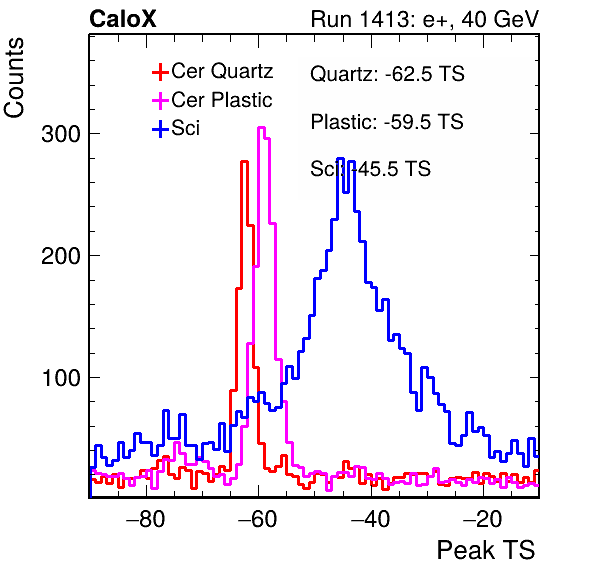 CaloX Run 1413: e+, 40 GeV
Counts
Cer Quartz
Cer Plastic
Sci
Quartz: -62.5 TS
Plastic: -59.5 TS
Sci: -45.5 TS
300
200
100
−80 −60 −40 −20
Peak TS